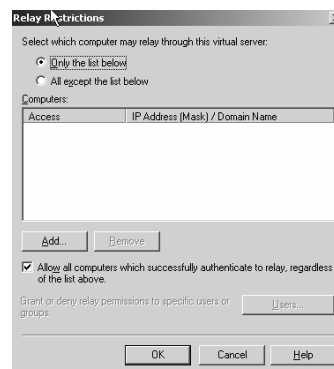 Relay Restrictions
Select which computer may relay through this virtual server:
Only the list below
All except the list below
Computers:
Access IP Address (Mask) / Domain Name
Add... Remove
Allow all computers which successfully authenticate to relay, regardless
of the list above.
Grant or deny relay permissions to specific users or
groups.
Users...
OK Cancel Help